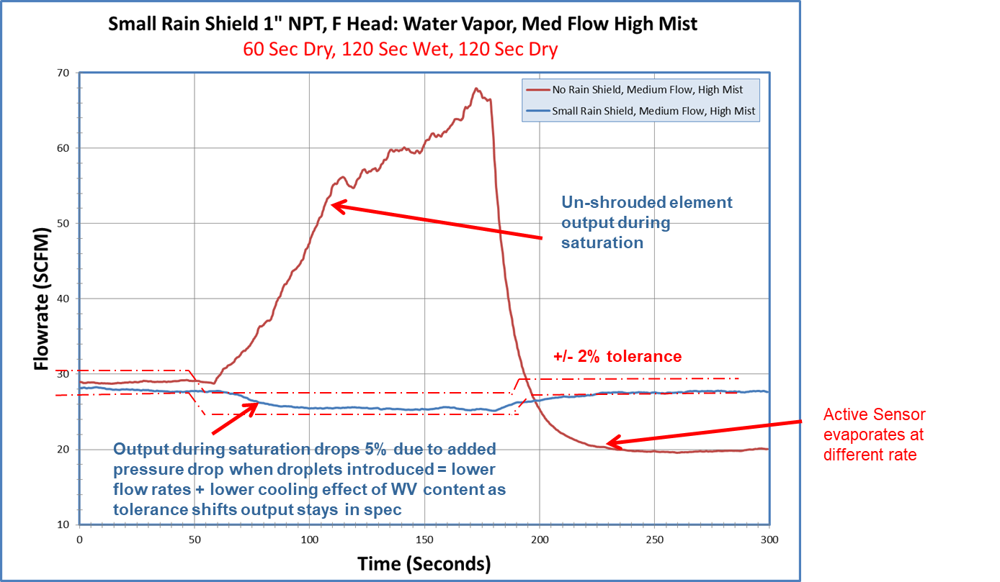 Small Rain Shield 1" NPT, F Head: Water Vapor, Med Flow High Mist
60 Sec Dry, 120 Sec Wet, 120 Sec Dry
70
60
50
40
30
20
10
Flowrate (SCFM)
No Rain Shield, Medium Flow, High Mist
Small Rain Shield, Medium Flow, High Mist
Un-shrouded element
output during
saturation
+/- 2% tolerance
Output during saturation drops 5% due to added
pressure drop when droplets introduced = lower
flow rates + lower cooling effect of WV content as
tolerance shifts output stays in spec
Active Sensor
evaporates at
different rate
0 50 100 150 200 250 300
Time (Seconds)